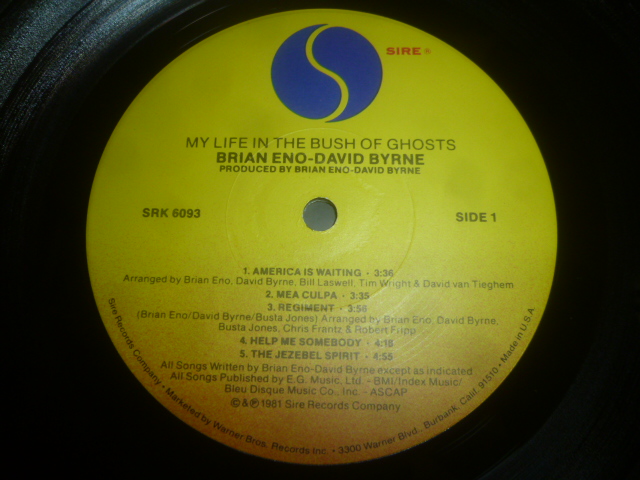 SIRE ®
MY LIFE IN THE BUSH OF GHOSTS
BRIAN ENO-DAVID BYRNE
PRODUCED BY BRIAN ENO-DAVID BYRNE
SRK 6093
SIDE 1
1. AMERICA IS WAITING · 3:36
Arranged by Brian Eno, David Byrne, Bill Laswell, Tim Wright & David van Tieghem
2. MEA CULPA · 3:35
3. REGIMENT · 3:56
(Brian Eno/David Byrne/Busta Jones) Arranged by Brian Eno, David Byrne,
Busta Jones, Chris Frantz & Robert Fripp
4. HELP ME SOMEBODY · 4:18
5. THE JEZEBEL SPIRIT · 4:55
All Songs Written by Brian Eno-David Byrne except as indicated
All Songs Published by E.G. Music, Ltd. - BMI/Index Music/
Bleu Disque Music Co., Inc. - ASCAP
©&℗1981 Sire Records Company
Sire Records Company · Marketed by Warner Bros. Records Inc. · 3300 Warner Blvd., Burbank, Calif. 91510 · Made in U.S.A.